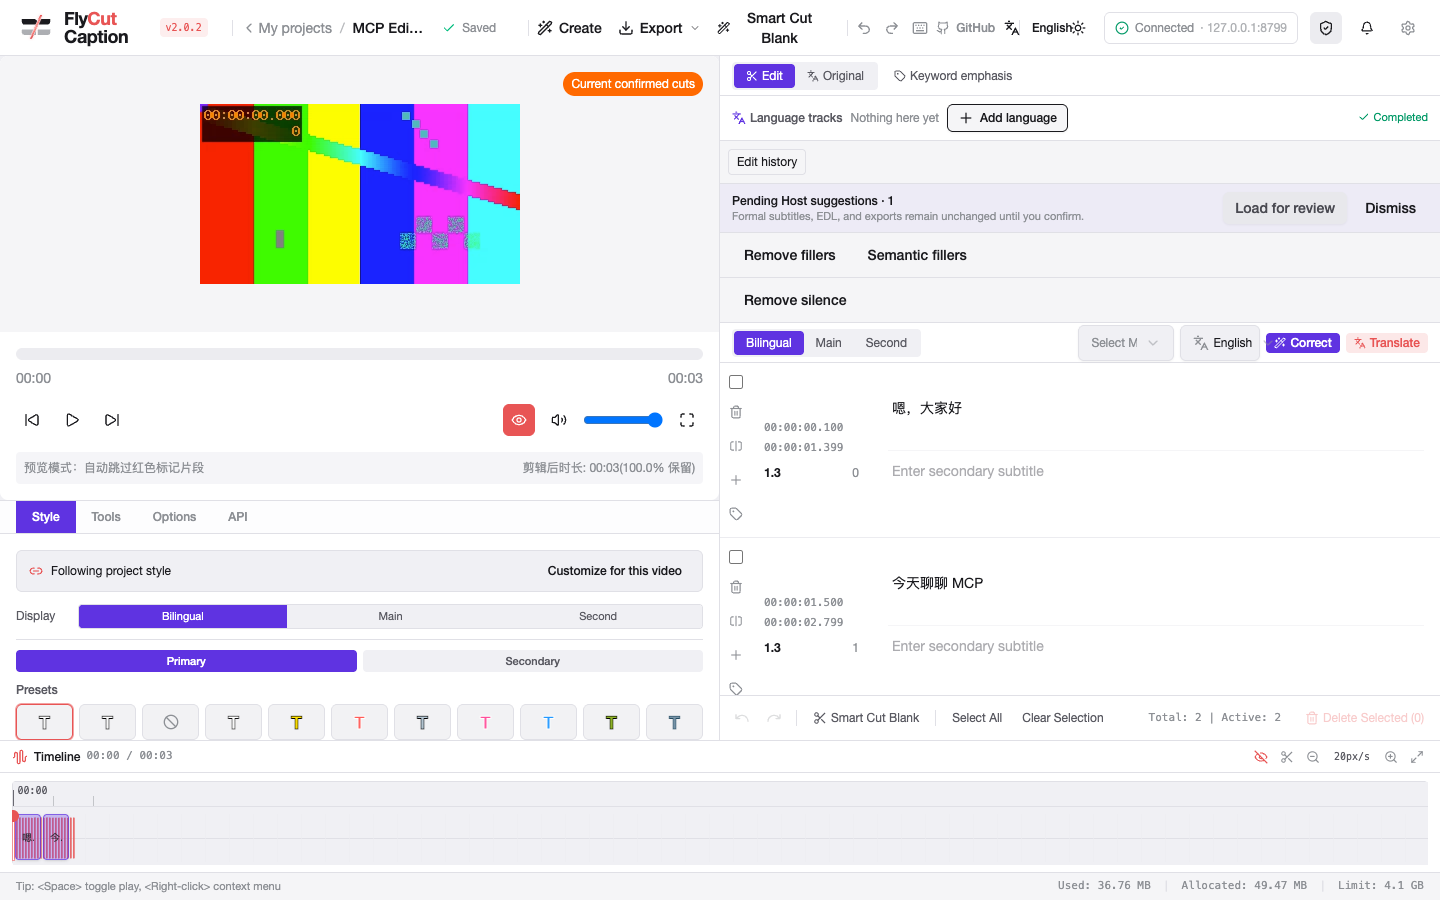 FlyCut
Caption
v2.0.2
My projects / MCP Edi...
Saved
Create
Export
Smart Cut
Blank
GitHub
English
Connected · 127.0.0.1:8799
Current confirmed cuts
00:00:00.000
0
00:00
00:03
预览模式：自动跳过红色标记片段
剪辑后时长: 00:03(100.0% 保留)
Style
Tools
Options
API
Following project style
Customize for this video
Display
Bilingual
Main
Second
Primary
Secondary
Presets
T T T T T T T T T T
Edit
Original
Keyword emphasis
Language tracks
Nothing here yet
Add language
Completed
Edit history
Pending Host suggestions · 1
Formal subtitles, EDL, and exports remain unchanged until you confirm.
Load for review
Dismiss
Remove fillers
Semantic fillers
Remove silence
Bilingual
Main
Second
Select M
English
Correct
Translate
嗯，大家好
00:00:00.100
00:00:01.399
1.3
0
Enter secondary subtitle
今天聊聊 MCP
00:00:01.500
00:00:02.799
1.3
1
Enter secondary subtitle
Smart Cut Blank
Select All
Clear Selection
Total: 2 | Active: 2
Delete Selected (0)
Timeline
00:00 / 00:03
20px/s
00:00
嗯.
今.
Tip: <Space> toggle play, <Right-click> context menu
Used: 36.76 MB
Allocated: 49.47 MB
Limit: 4.1 GB